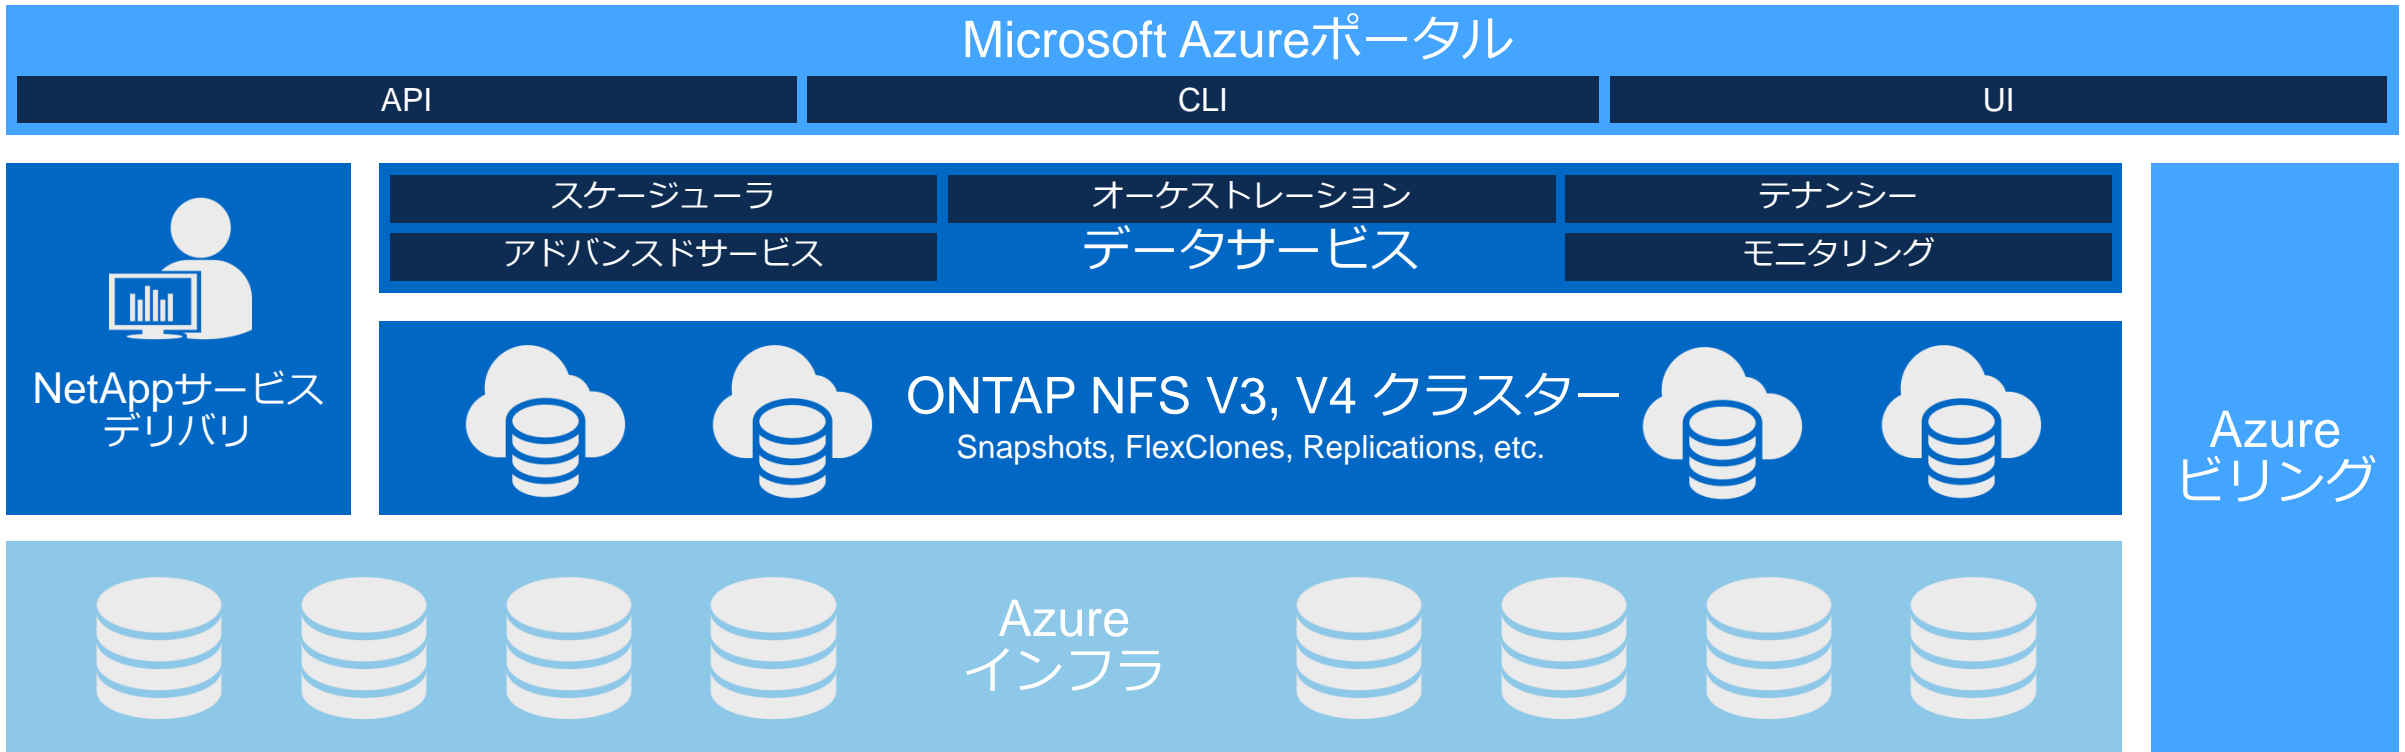 Microsoft Azureポータル
API
CLI
UI
スケージューラ
オーケストレーション
テナンシー
アドバンスドサービス
データサービス
モニタリング
NetAppサービス
デリバリ
ONTAP NFS V3, V4 クラスター
Snapshots, FlexClones, Replications, etc.
Azure
ビリング
Azure
インフラ